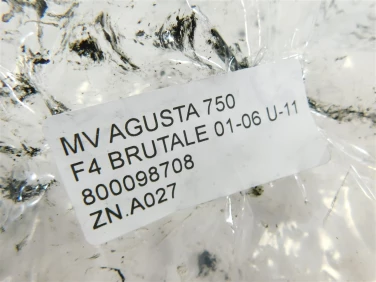 MV AGUSTA 750
F4 BRUTALE 01-06 U-11
800098708
ZN.A027